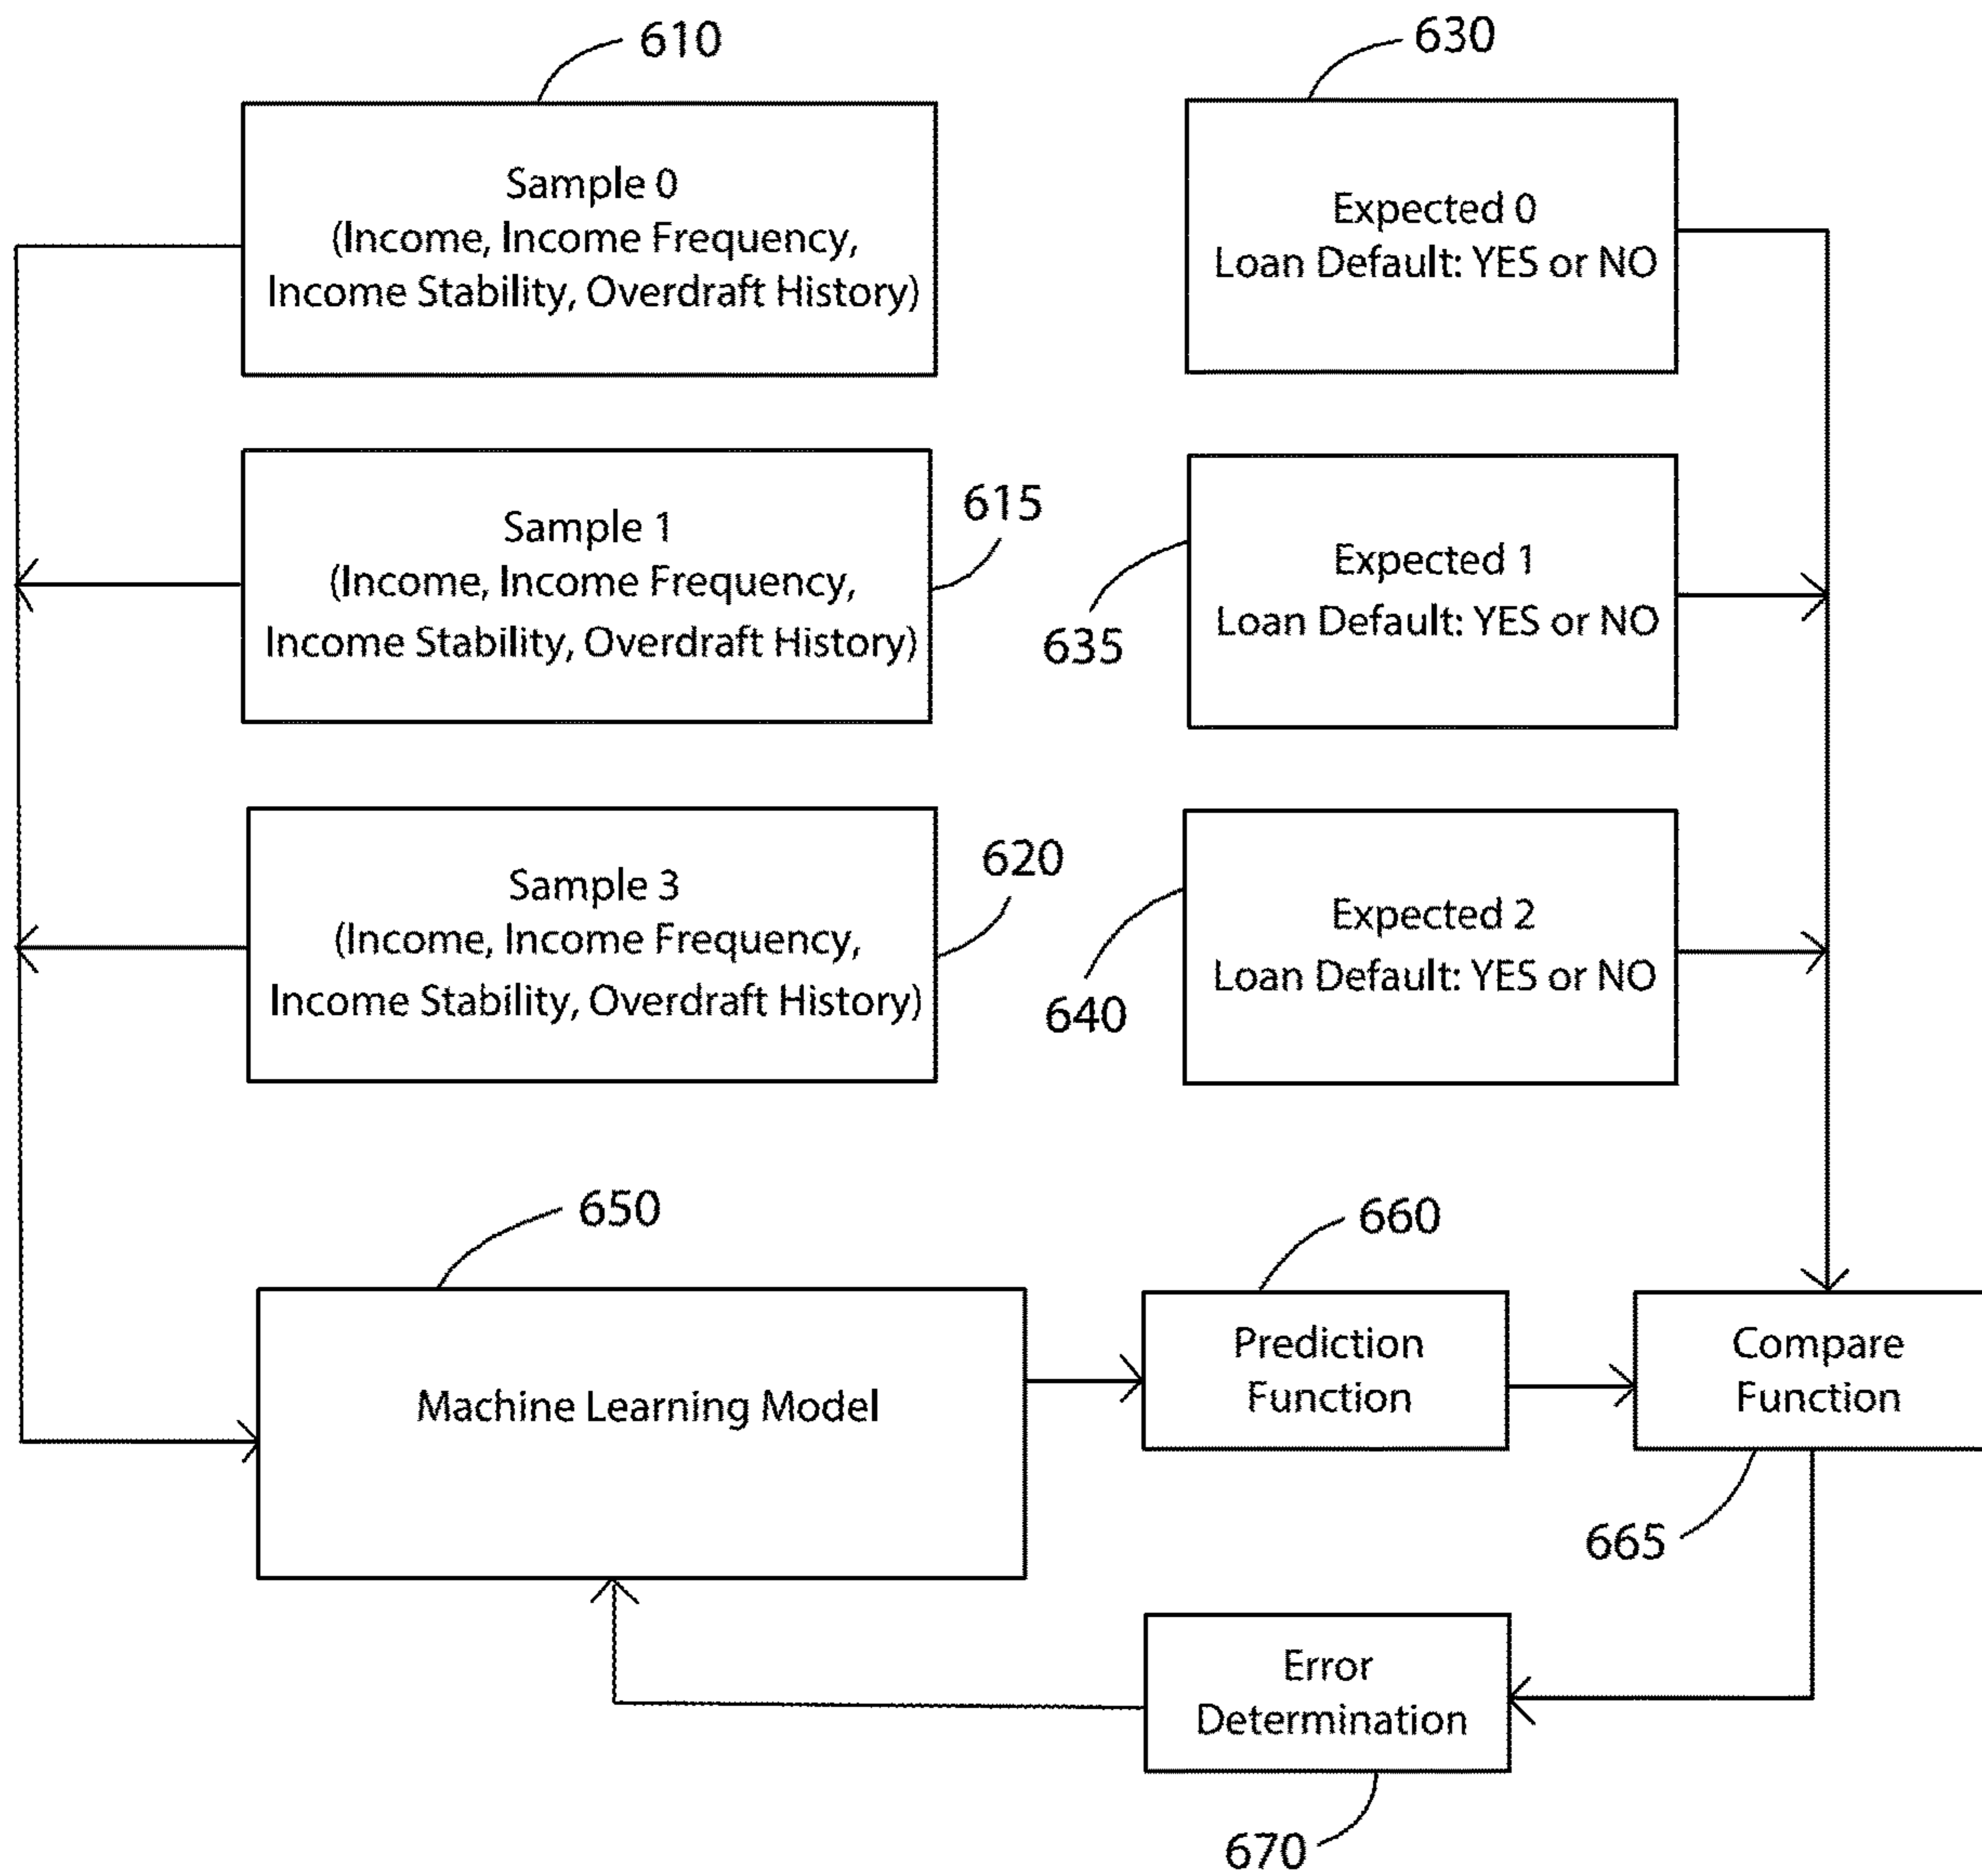 610
Sample 0
(Income, Income Frequency,
Income Stability, Overdraft History)
630
Expected 0
Loan Default: YES or NO
Sample 1
(Income, Income Frequency,
Income Stability, Overdraft History)
615
Expected 1
Loan Default: YES or NO
635
Sample 3
(Income, Income Frequency,
Income Stability, Overdraft History)
620
Expected 2
Loan Default: YES or NO
640
650
Machine Learning Model
660
Prediction
Function
Compare
Function
665
Error
Determination
670